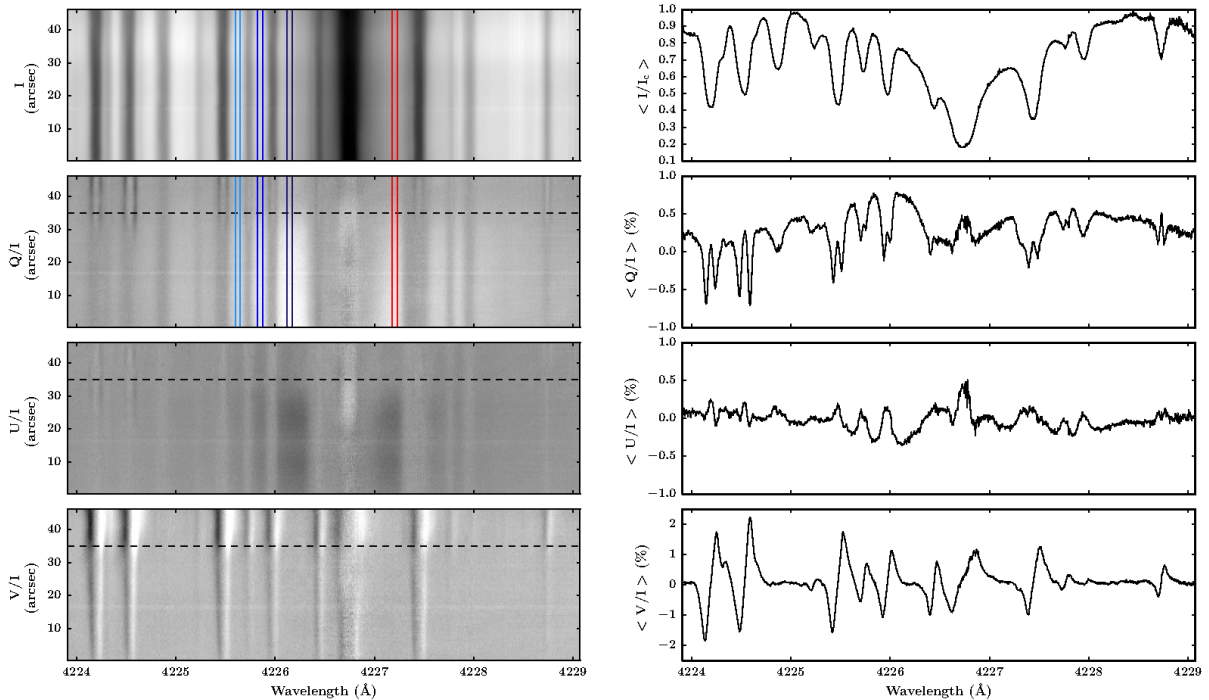 I
(arcsec)
40
30
20
10
Q/I
(arcsec)
40
30
20
10
U/I
(arcsec)
40
30
20
10
V/I
(arcsec)
40
30
20
10
4224 4225 4226 4227 4228 4229
Wavelength (Å)
< I/I_c >
1.0
0.9
0.8
0.7
0.6
0.5
0.4
0.3
0.2
0.1
< Q/I > (%)
1.0
0.5
0.0
−0.5
−1.0
< U/I > (%)
1.0
0.5
0.0
−0.5
−1.0
< V/I > (%)
2
1
0
−1
−2
4224 4225 4226 4227 4228 4229
Wavelength (Å)